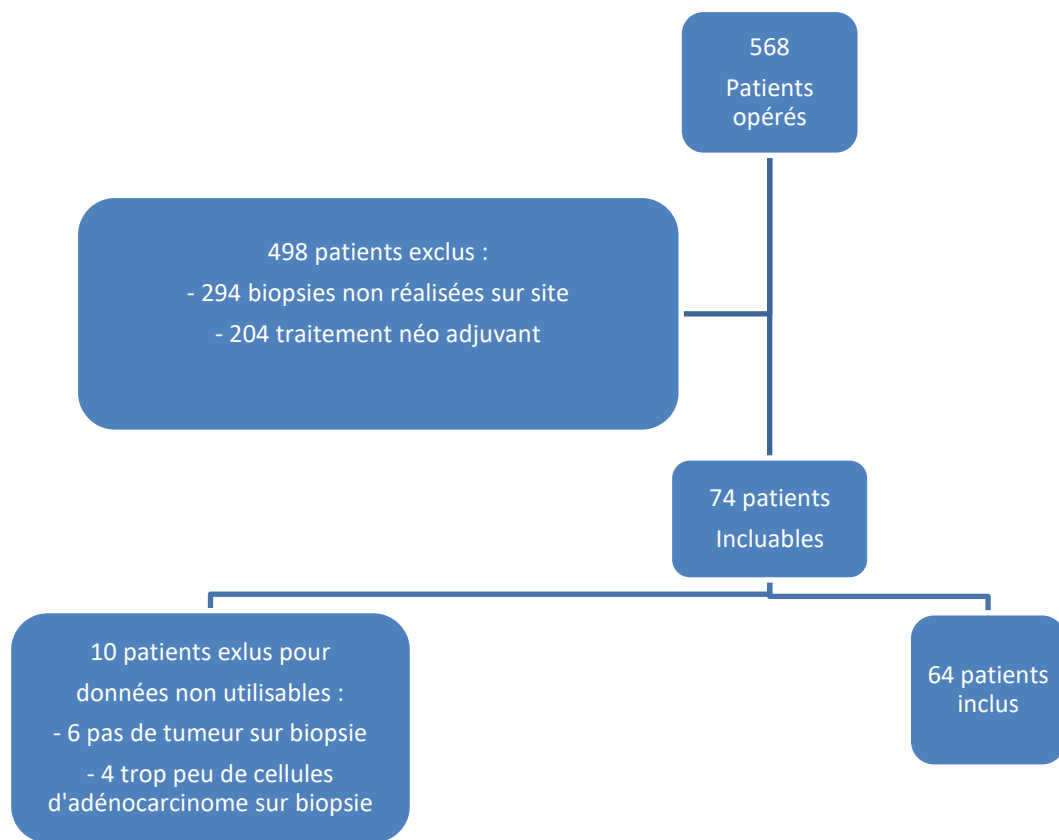 568
Patients
opérés
498 patients exclus :
- 294 biopsies non réalisées sur site
- 204 traitement néo adjuvant
74 patients
Incluables
10 patients exlus pour
données non utilisables :
- 6 pas de tumeur sur biopsie
- 4 trop peu de cellules
d'adénocarcinome sur biopsie
64 patients
inclus